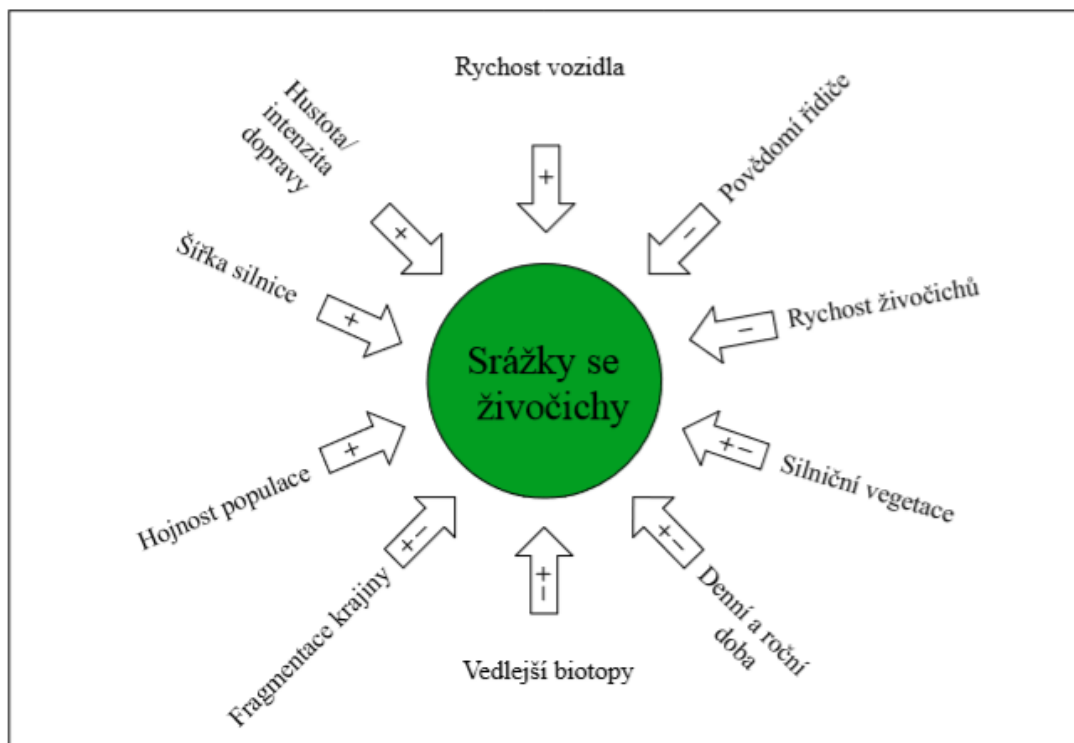 Rychost vozidla
+
Povědomí řidiče
−
Rychost živočichů
−
Silniční vegetace
+−
Denní a roční
doba
+−
Vedlejší biotopy
+−
Fragmentace krajiny
+−
Hojnost populace
+
Šířka silnice
+
Hustota/
intenzita
dopravy
+
Srážky se
živočichy